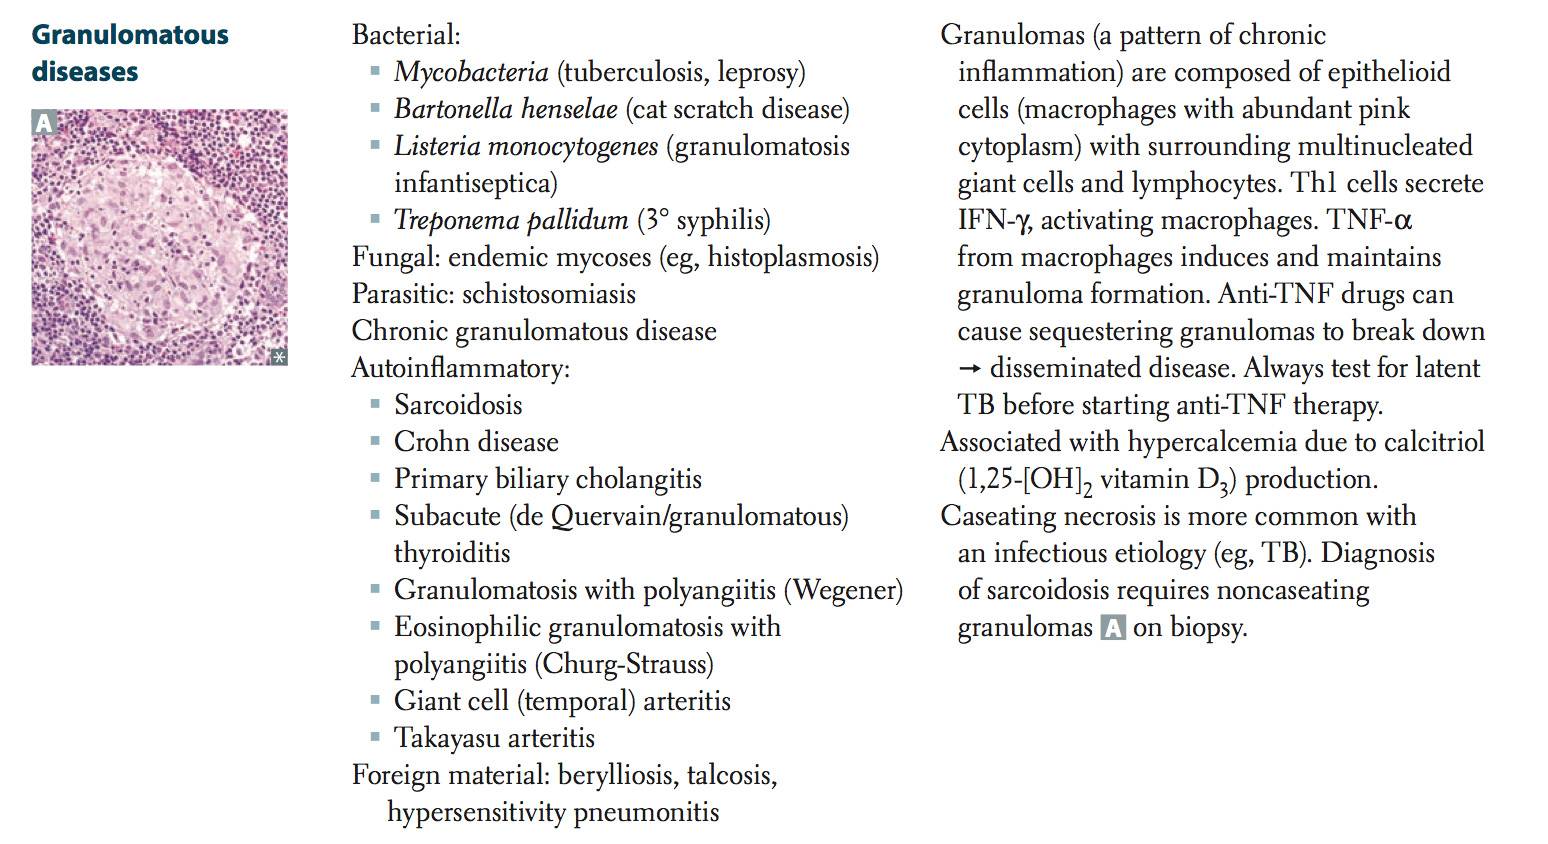 Granulomatous
diseases
A
*
Bacterial:
▪ Mycobacteria (tuberculosis, leprosy)
▪ Bartonella henselae (cat scratch disease)
▪ Listeria monocytogenes (granulomatosis
infantiseptica)
▪ Treponema pallidum (3° syphilis)
Fungal: endemic mycoses (eg, histoplasmosis)
Parasitic: schistosomiasis
Chronic granulomatous disease
Autoinflammatory:
▪ Sarcoidosis
▪ Crohn disease
▪ Primary biliary cholangitis
▪ Subacute (de Quervain/granulomatous)
thyroiditis
▪ Granulomatosis with polyangiitis (Wegener)
▪ Eosinophilic granulomatosis with
polyangiitis (Churg-Strauss)
▪ Giant cell (temporal) arteritis
▪ Takayasu arteritis
Foreign material: berylliosis, talcosis,
hypersensitivity pneumonitis
Granulomas (a pattern of chronic
inflammation) are composed of epithelioid
cells (macrophages with abundant pink
cytoplasm) with surrounding multinucleated
giant cells and lymphocytes. Th1 cells secrete
IFN-γ, activating macrophages. TNF-α
from macrophages induces and maintains
granuloma formation. Anti-TNF drugs can
cause sequestering granulomas to break down
→ disseminated disease. Always test for latent
TB before starting anti-TNF therapy.
Associated with hypercalcemia due to calcitriol
(1,25-[OH]₂ vitamin D₃) production.
Caseating necrosis is more common with
an infectious etiology (eg, TB). Diagnosis
of sarcoidosis requires noncaseating
granulomas A on biopsy.